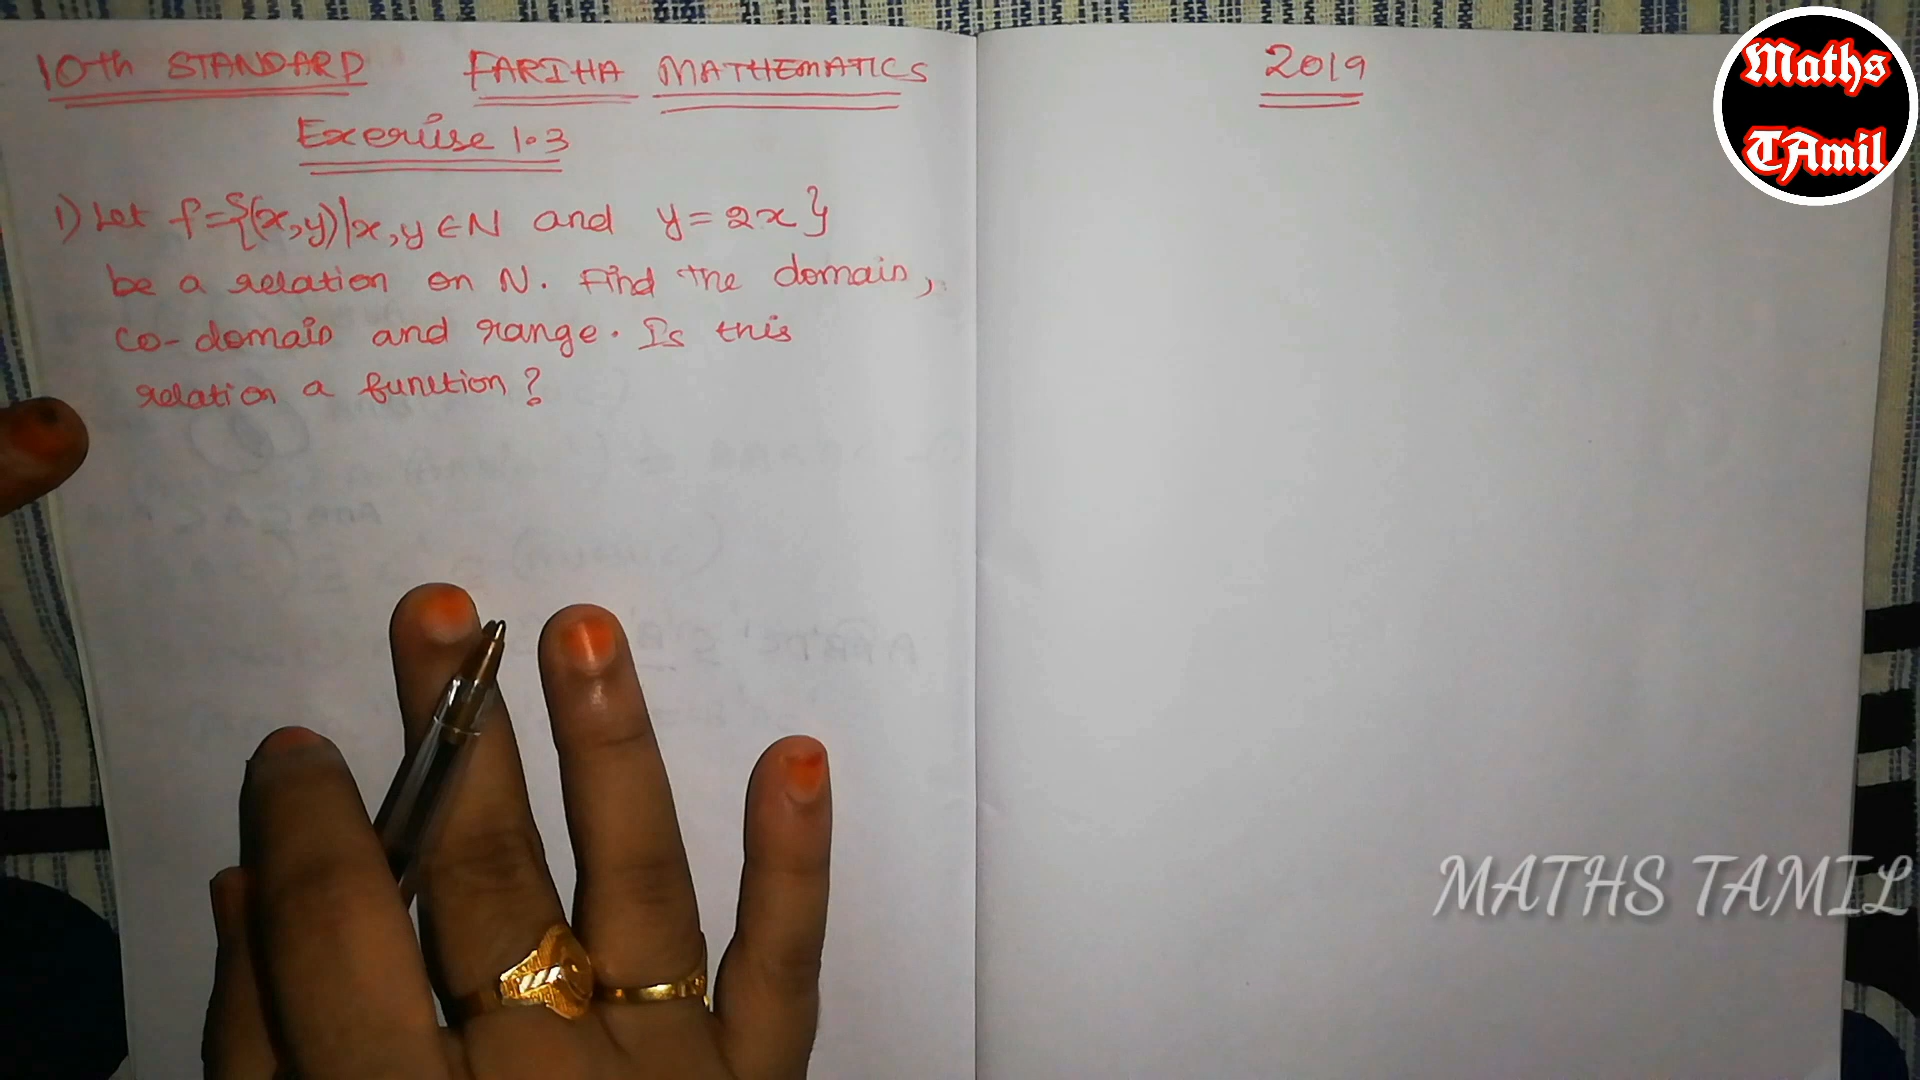 10th STANDARD FARIHA MATHEMATICS
2019
Exercise 1.3
1) Let f={(x,y)|x,y∈N and y=2x}
be a relation on N. Find the domain,
co-domain and range. Is this
relation a function?
Maths
TAmil
MATHS TAMIL